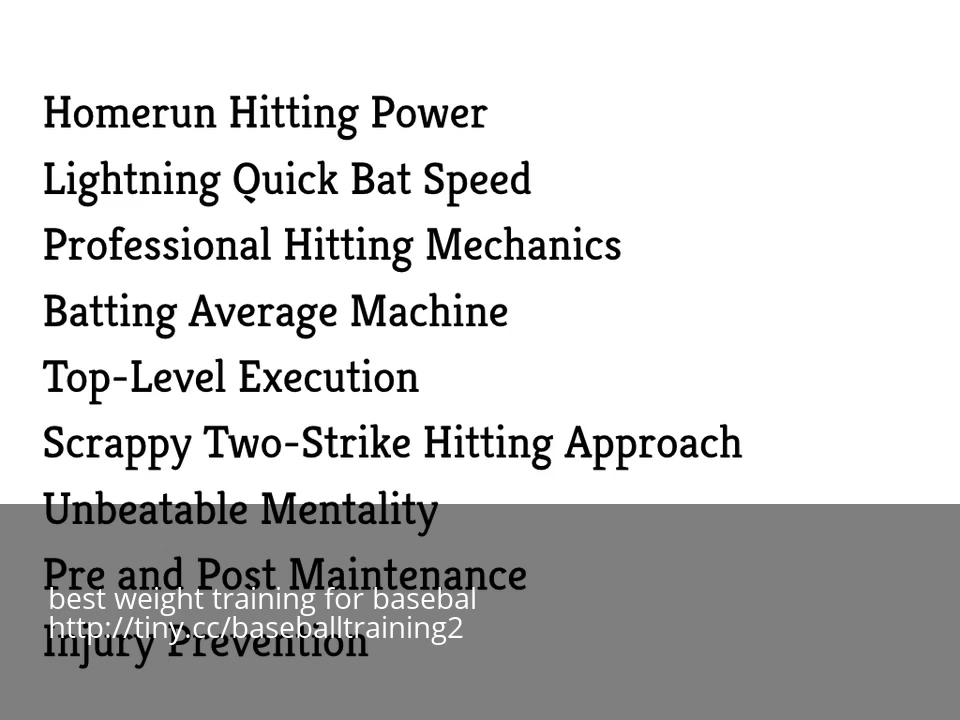 Homerun Hitting Power
Lightning Quick Bat Speed
Professional Hitting Mechanics
Batting Average Machine
Top-Level Execution
Scrappy Two-Strike Hitting Approach
Unbeatable Mentality
Pre and Post Maintenance
best weight training for basebal
http://tiny.cc/baseballtraining2
Injury Prevention